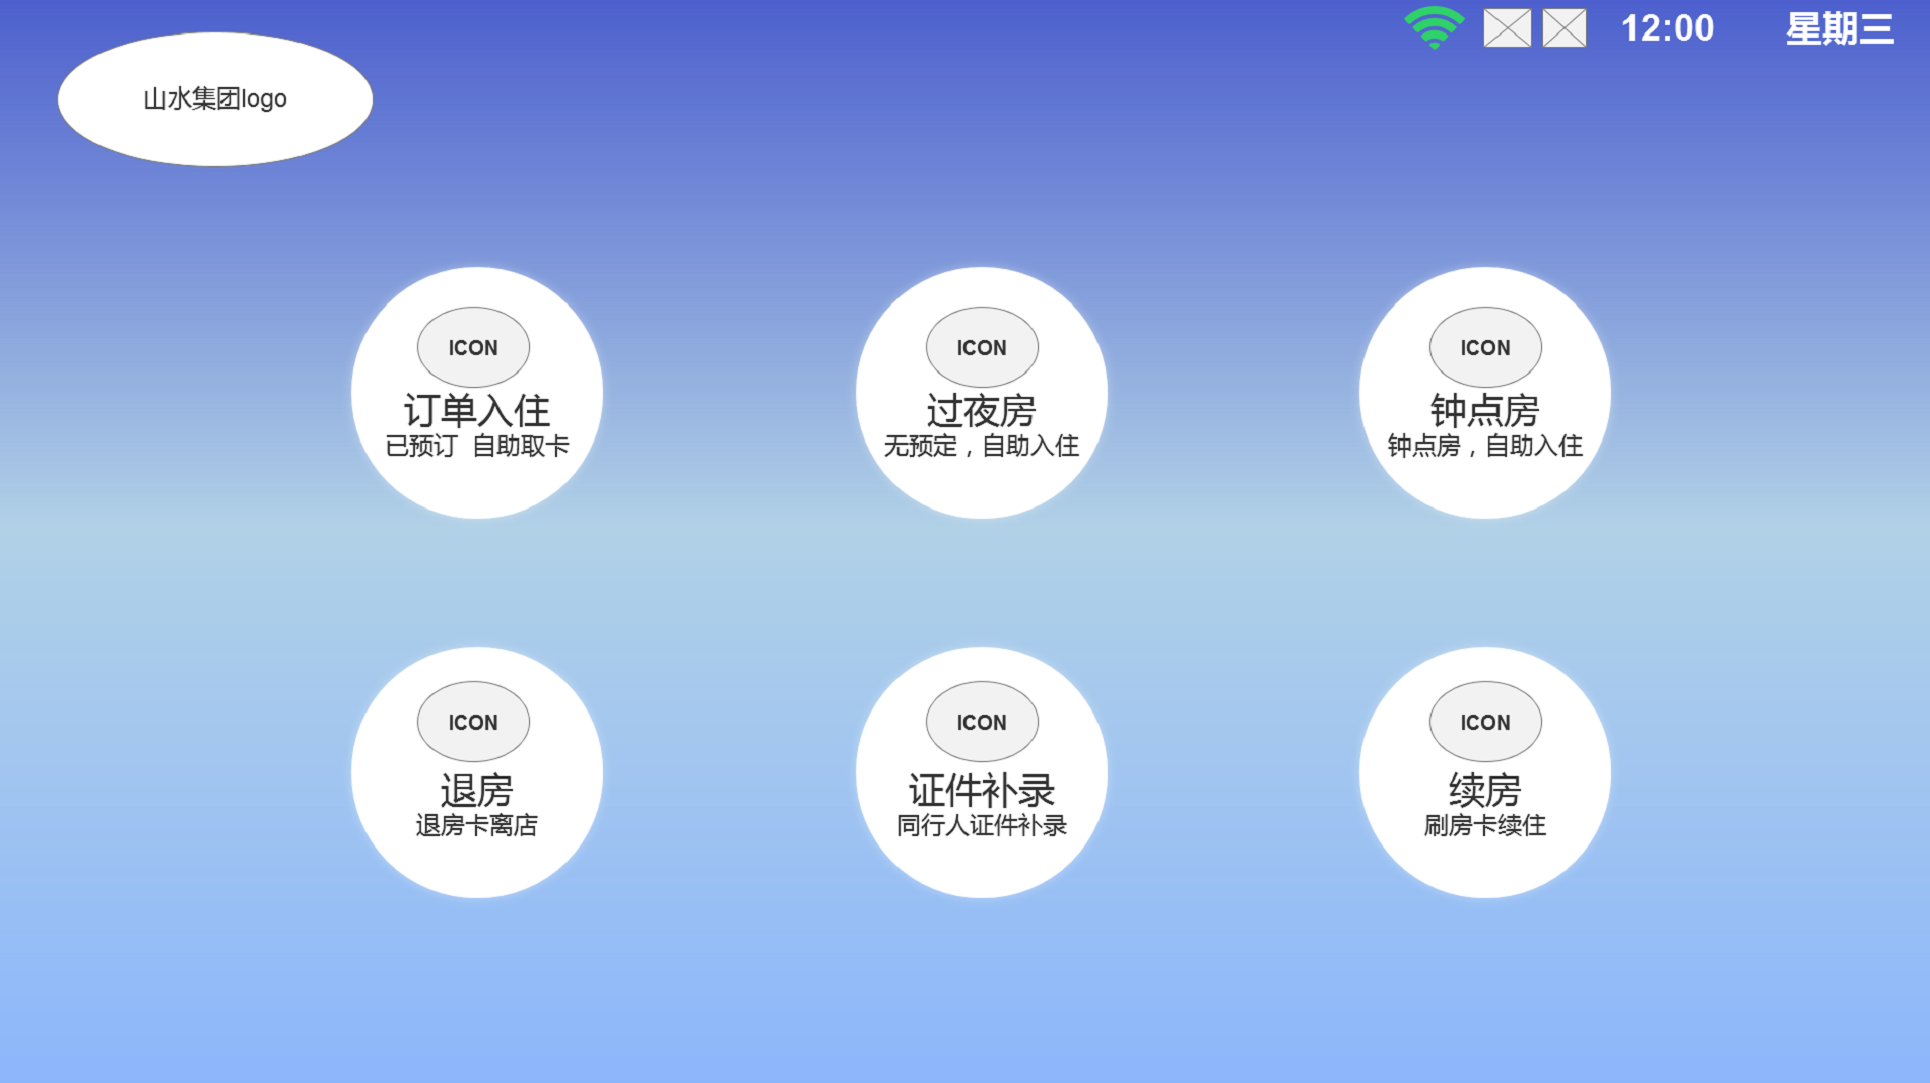 12:00 星期三
山水集团logo
ICON
订单入住
已预订 自助取卡
ICON
过夜房
无预定，自助入住
ICON
钟点房
钟点房，自助入住
ICON
退房
退房卡离店
ICON
证件补录
同行人证件补录
ICON
续房
刷房卡续住